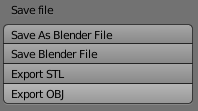 Save file
Save As Blender File
Save Blender File
Export STL
Export OBJ